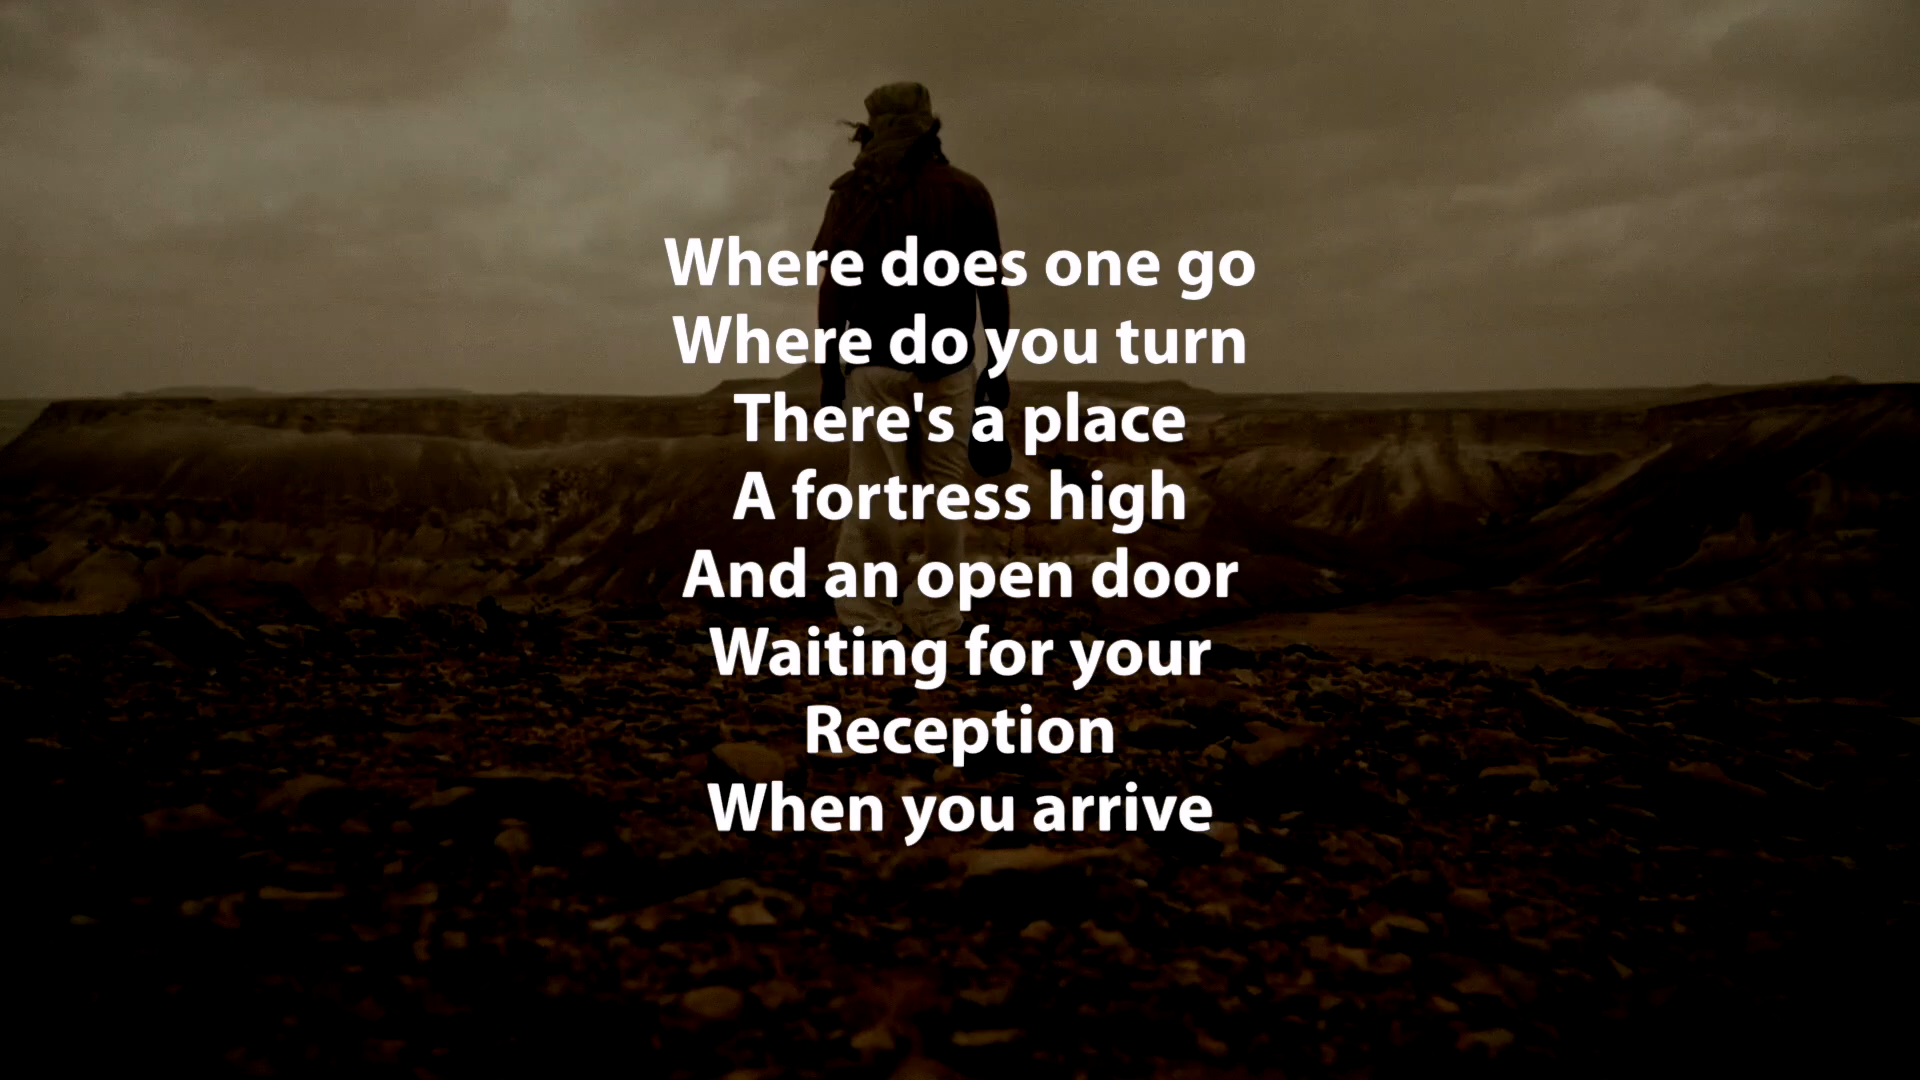 Where does one go
Where do you turn
There's a place
A fortress high
And an open door
Waiting for your
Reception
When you arrive